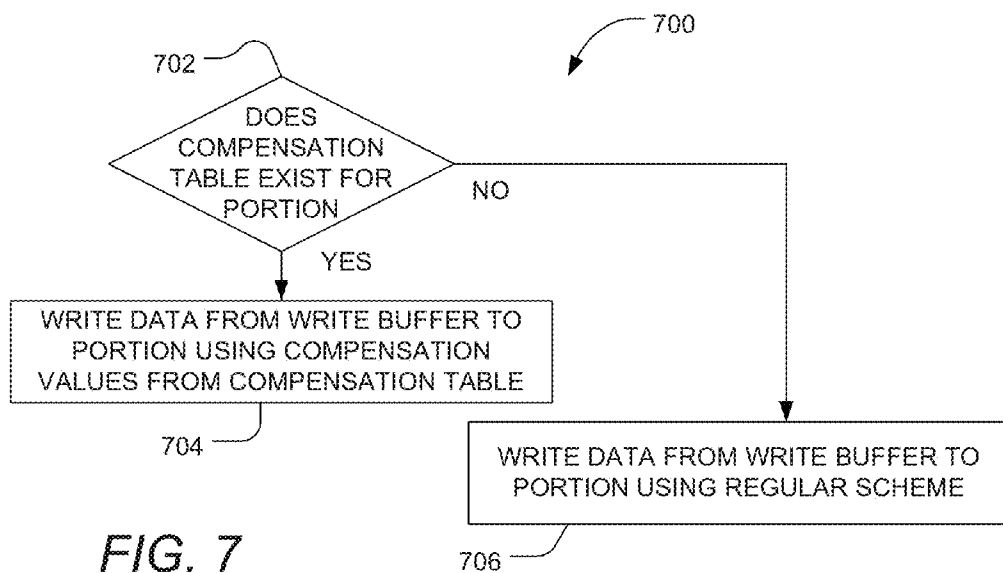 700
702
DOES
COMPENSATION
TABLE EXIST FOR
PORTION
NO
YES
WRITE DATA FROM WRITE BUFFER TO
PORTION USING COMPENSATION
VALUES FROM COMPENSATION TABLE
704
WRITE DATA FROM WRITE BUFFER TO
PORTION USING REGULAR SCHEME
706
FIG. 7